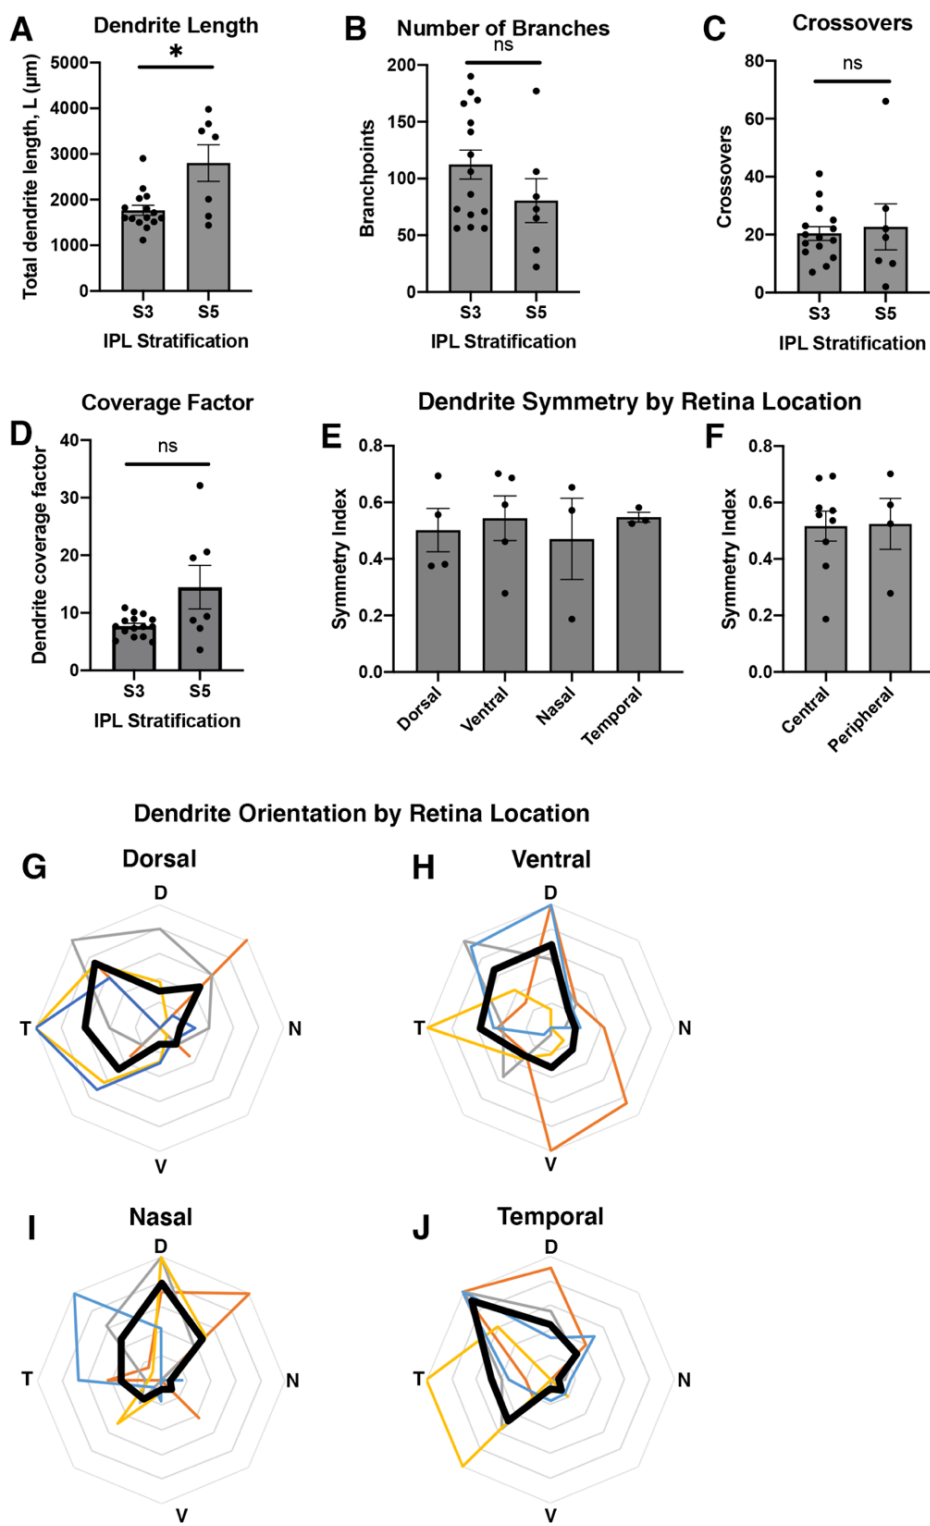 A
Dendrite Length
*
Total dendrite length, L (μm)
5000
4000
3000
2000
1000
0
S3
S5
IPL Stratification
B
Number of Branches
ns
Branchpoints
200
150
100
50
0
S3
S5
IPL Stratification
C
Crossovers
ns
Crossovers
80
60
40
20
0
S3
S5
IPL Stratification
D
Coverage Factor
ns
Dendrite coverage factor
40
30
20
10
0
S3
S5
IPL Stratification
Dendrite Symmetry by Retina Location
E
Symmetry Index
0.8
0.6
0.4
0.2
0.0
Dorsal
Ventral
Nasal
Temporal
F
Symmetry Index
0.8
0.6
0.4
0.2
0.0
Central
Peripheral
Dendrite Orientation by Retina Location
G
Dorsal
D
T
N
V
H
Ventral
D
T
N
V
I
Nasal
D
T
N
V
J
Temporal
D
T
N
V